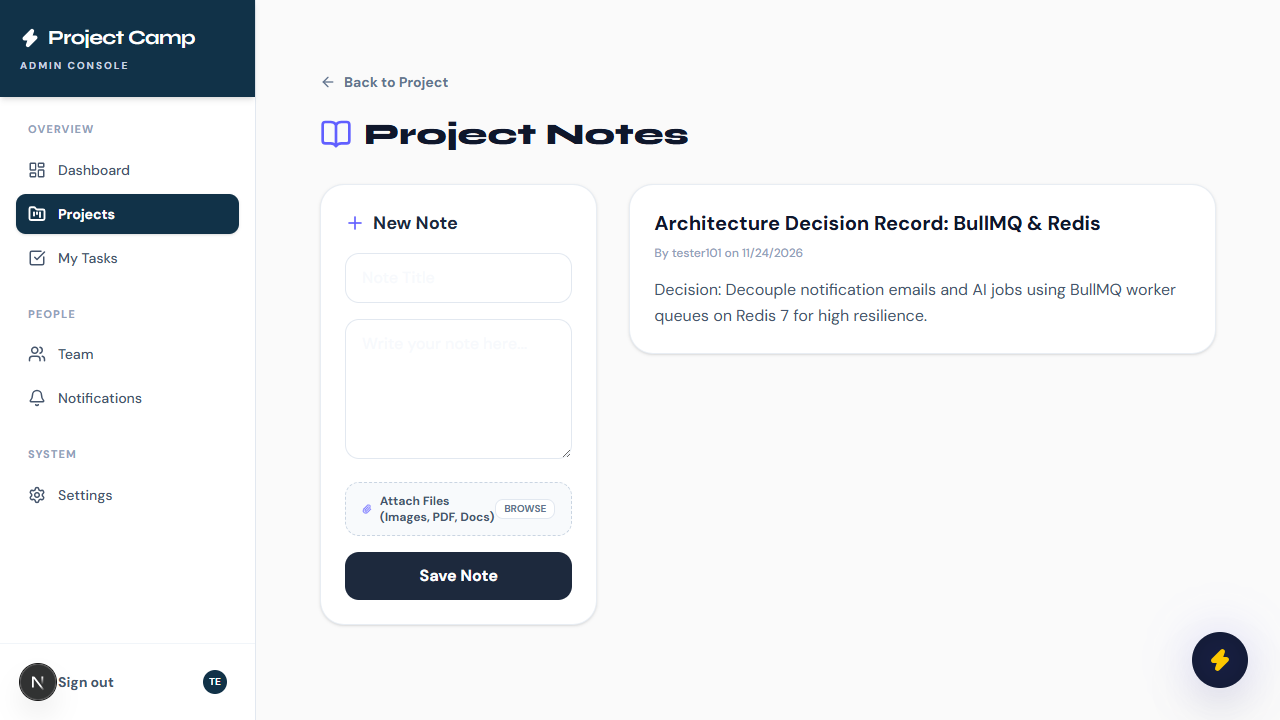 Project Camp
ADMIN CONSOLE
OVERVIEW
Dashboard
Projects
My Tasks
PEOPLE
Team
Notifications
SYSTEM
Settings
N
Sign out
TE
Back to Project
Project Notes
New Note
Note Title
Write your note here...
Attach Files
(Images, PDF, Docs)
BROWSE
Save Note
Architecture Decision Record: BullMQ & Redis
By tester101 on 11/24/2026
Decision: Decouple notification emails and AI jobs using BullMQ worker
queues on Redis 7 for high resilience.